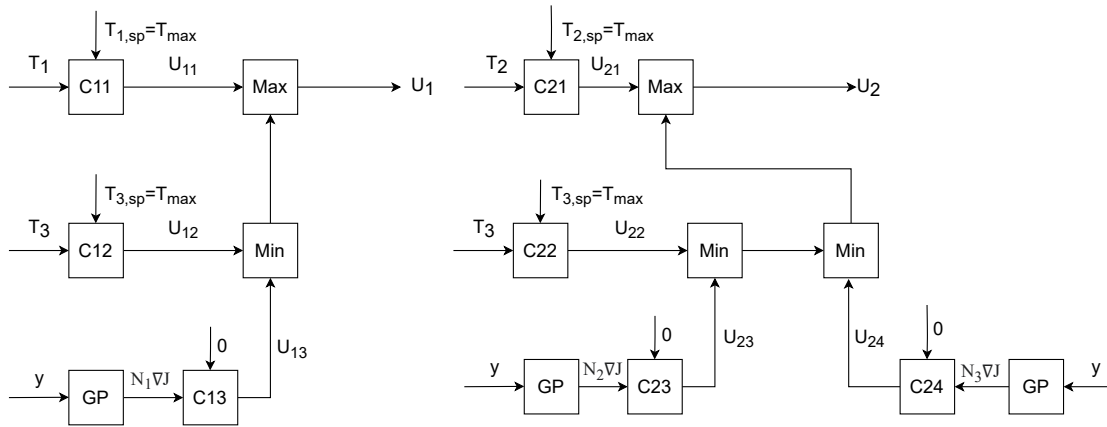 T1,sp=Tmax
T1
C11
U11
Max
U1
T3,sp=Tmax
T3
C12
U12
Min
0
U13
y
GP
N1∇J
C13
T2,sp=Tmax
T2
C21
U21
Max
U2
T3,sp=Tmax
T3
C22
U22
Min
Min
0
U23
y
GP
N2∇J
C23
0
U24
C24
N3∇J
GP
y